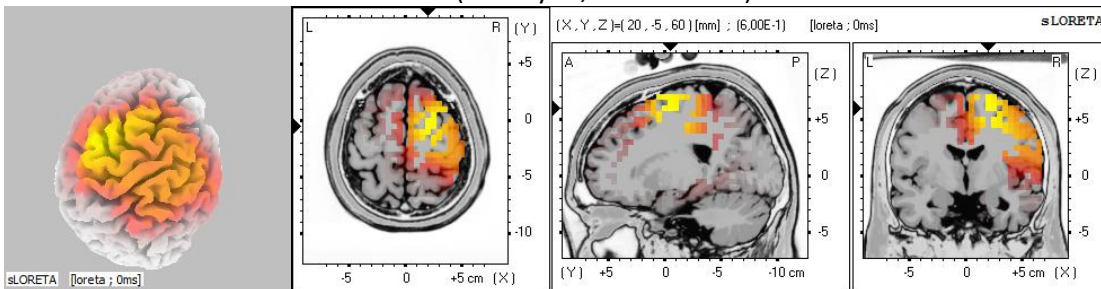 sLORETA [loreta ; 0ms]
L R (Y)
+5
0
-5
-10
-5 0 +5 cm (X)
(X , Y , Z)=( 20 , -5 , 60 ) [mm] ; (6,00E-1) [loreta ; 0ms] sLORETA
A P (Z)
+5
0
-5
(Y) +5 0 -5 -10 cm
L R (Z)
+5
0
-5
-5 0 +5 cm (X)